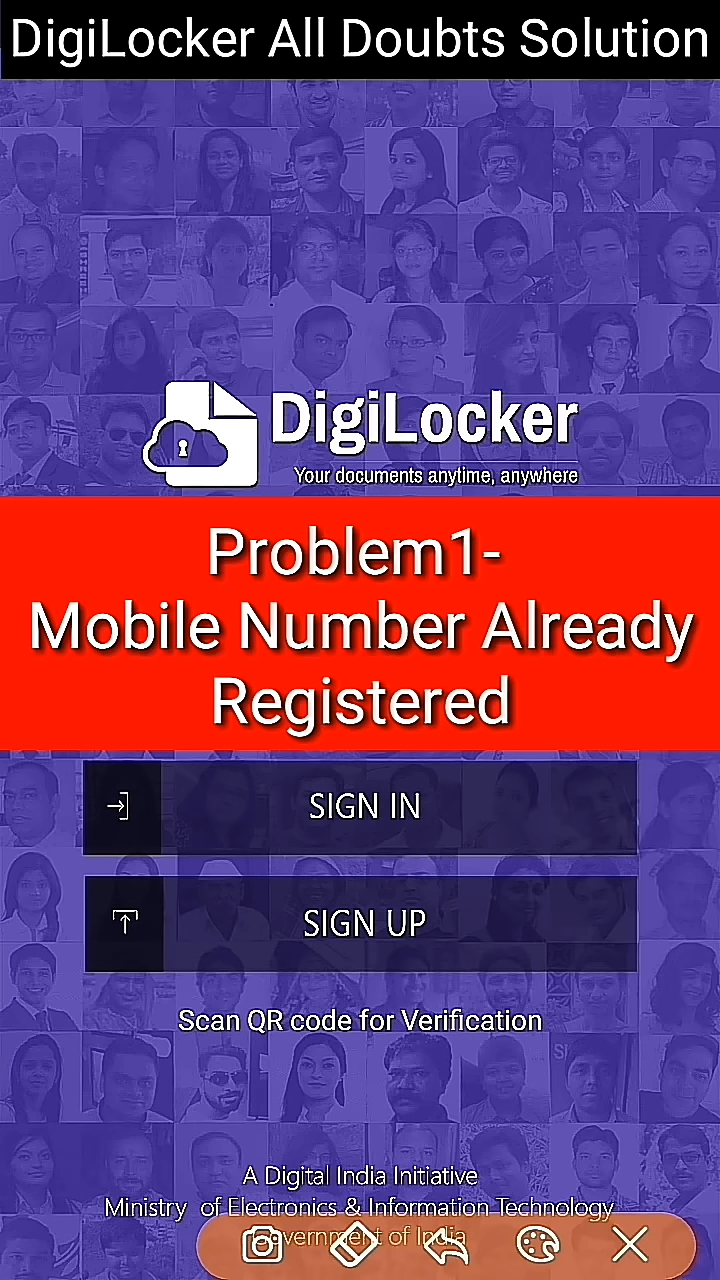 DigiLocker All Doubts Solution
DigiLocker
Your documents anytime, anywhere
Problem1-
Mobile Number Already
Registered
SIGN IN
SIGN UP
Scan QR code for Verification
A Digital India Initiative
Ministry of Electronics & Information Technology
Government of India